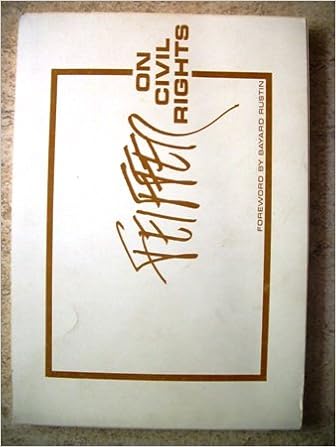 FEIFFER
ON
CIVIL
RIGHTS
FOREWORD BY BAYARD RUSTIN